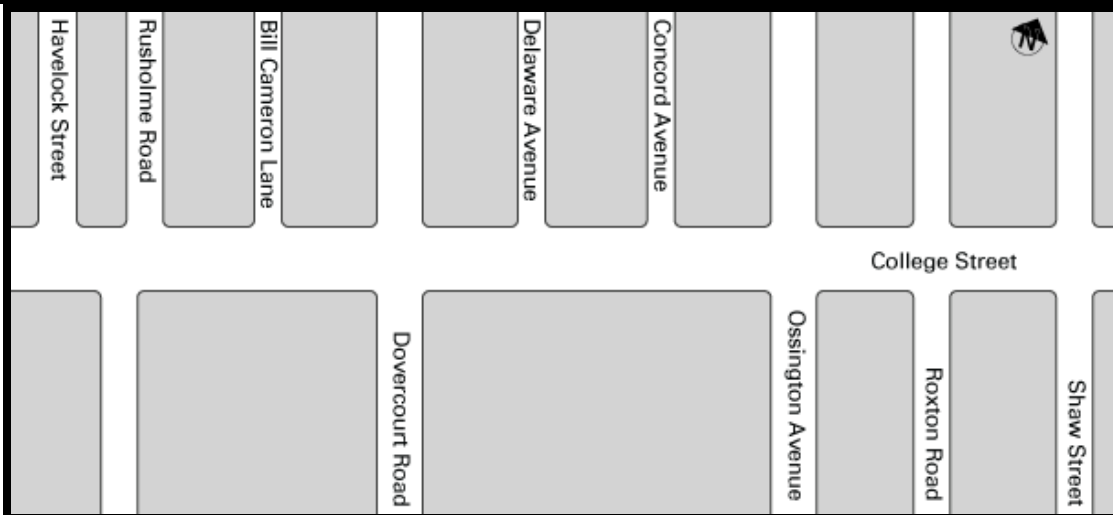 Havelock Street
Rusholme Road
Bill Cameron Lane
Delaware Avenue
Concord Avenue
N
College Street
Dovercourt Road
Ossington Avenue
Roxton Road
Shaw Street